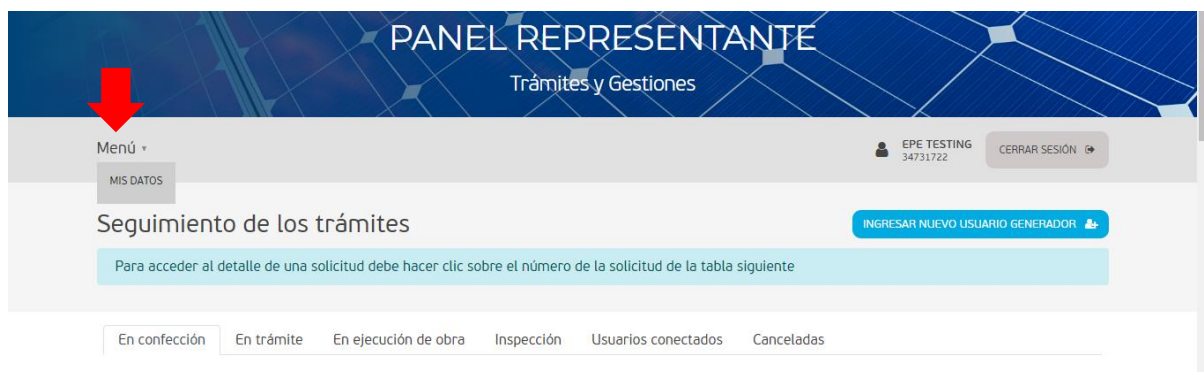 PANEL REPRESENTANTE
Trámites y Gestiones
Menú
EPE TESTING
34731722
CERRAR SESIÓN
MIS DATOS
Seguimiento de los trámites
INGRESAR NUEVO USUARIO GENERADOR
Para acceder al detalle de una solicitud debe hacer clic sobre el número de la solicitud de la tabla siguiente
En confección En trámite En ejecución de obra Inspección Usuarios conectados Canceladas